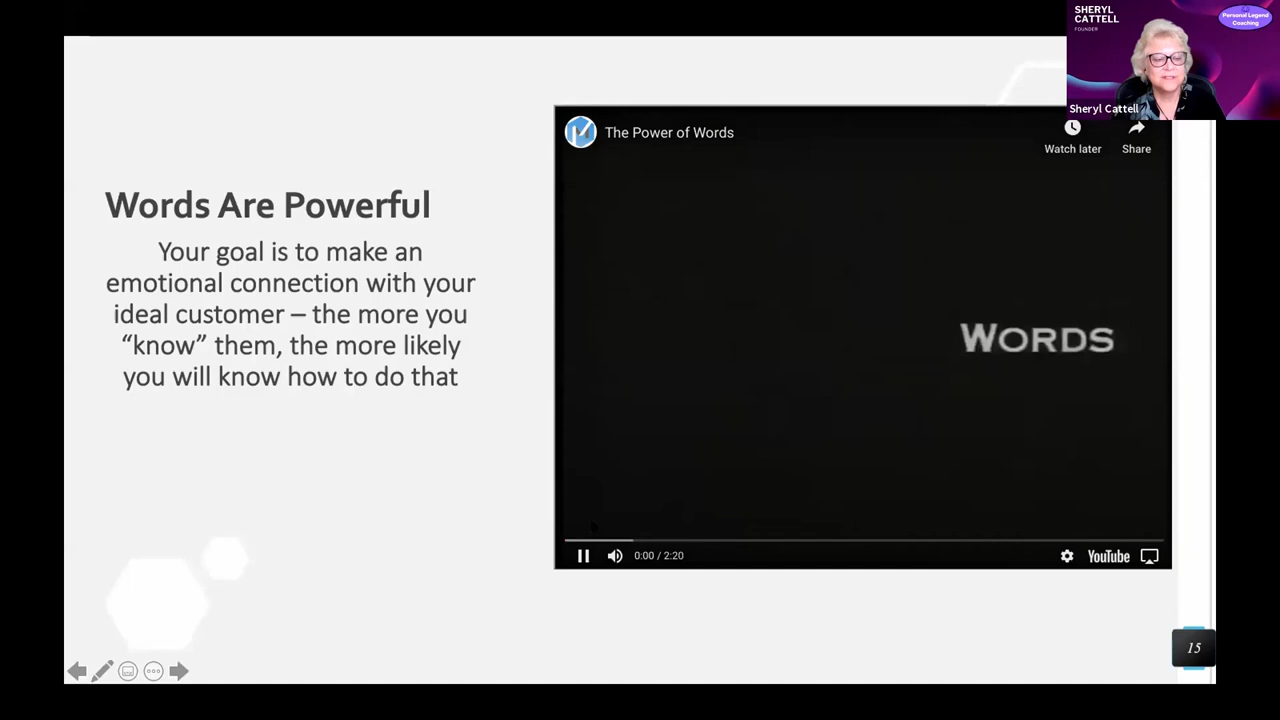 SHERYL
CATTELL
FOUNDER
Personal Legend
Coaching
Sheryl Cattell
The Power of Words
Watch later
Share
Words Are Powerful
Your goal is to make an
emotional connection with your
ideal customer – the more you
“know” them, the more likely
you will know how to do that
WORDS
0:00 / 2:20
YouTube
15